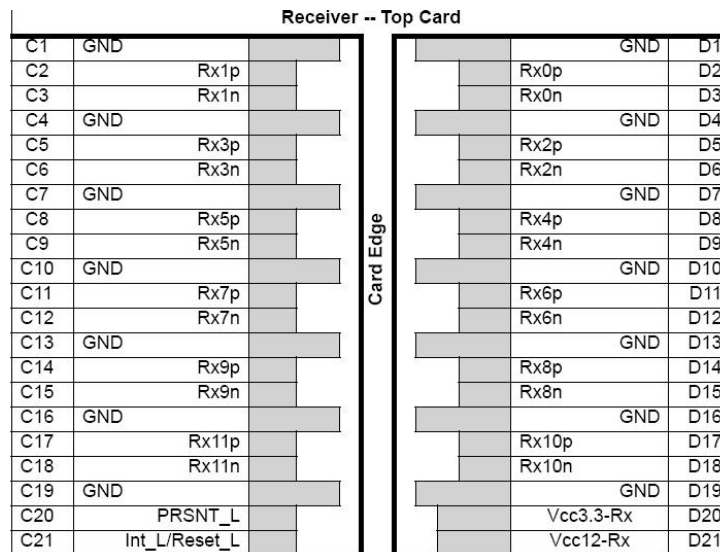 Receiver -- Top Card
C1 GND GND D1
C2 Rx1p Rx0p D2
C3 Rx1n Rx0n D3
C4 GND GND D4
C5 Rx3p Rx2p D5
C6 Rx3n Rx2n D6
C7 GND GND D7
C8 Rx5p Rx4p D8
C9 Rx5n Rx4n D9
C10 GND GND D10
C11 Rx7p Rx6p D11
C12 Rx7n Rx6n D12
C13 GND GND D13
C14 Rx9p Rx8p D14
C15 Rx9n Rx8n D15
C16 GND GND D16
C17 Rx11p Rx10p D17
C18 Rx11n Rx10n D18
C19 GND GND D19
C20 PRSNT_L Vcc3.3-Rx D20
C21 Int_L/Reset_L Vcc12-Rx D21
Card Edge